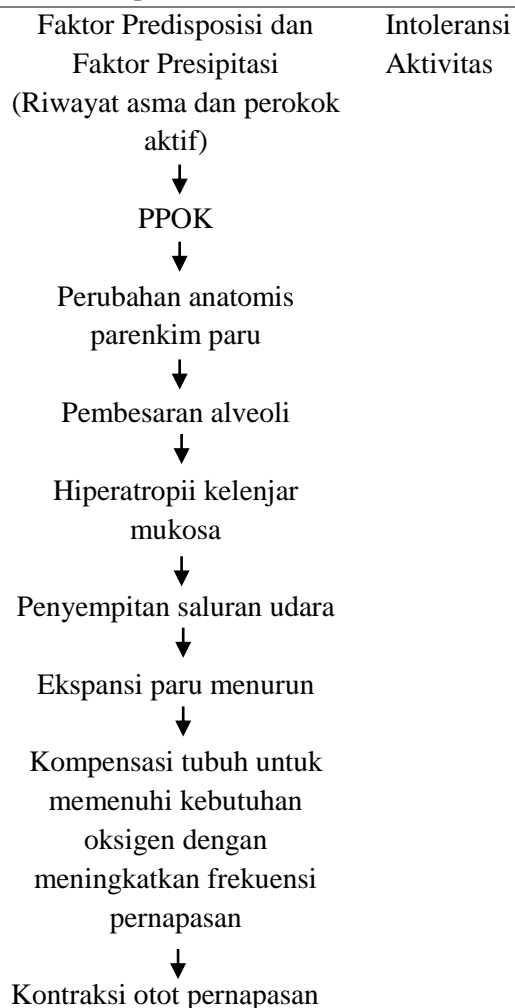 Faktor Predisposisi dan
Faktor Presipitasi
(Riwayat asma dan perokok
aktif)
PPOK
Perubahan anatomis
parenkim paru
Pembesaran alveoli
Hiperatropii kelenjar
mukosa
Penyempitan saluran udara
Ekspansi paru menurun
Kompensasi tubuh untuk
memenuhi kebutuhan
oksigen dengan
meningkatkan frekuensi
pernapasan
Kontraksi otot pernapasan
Intoleransi
Aktivitas